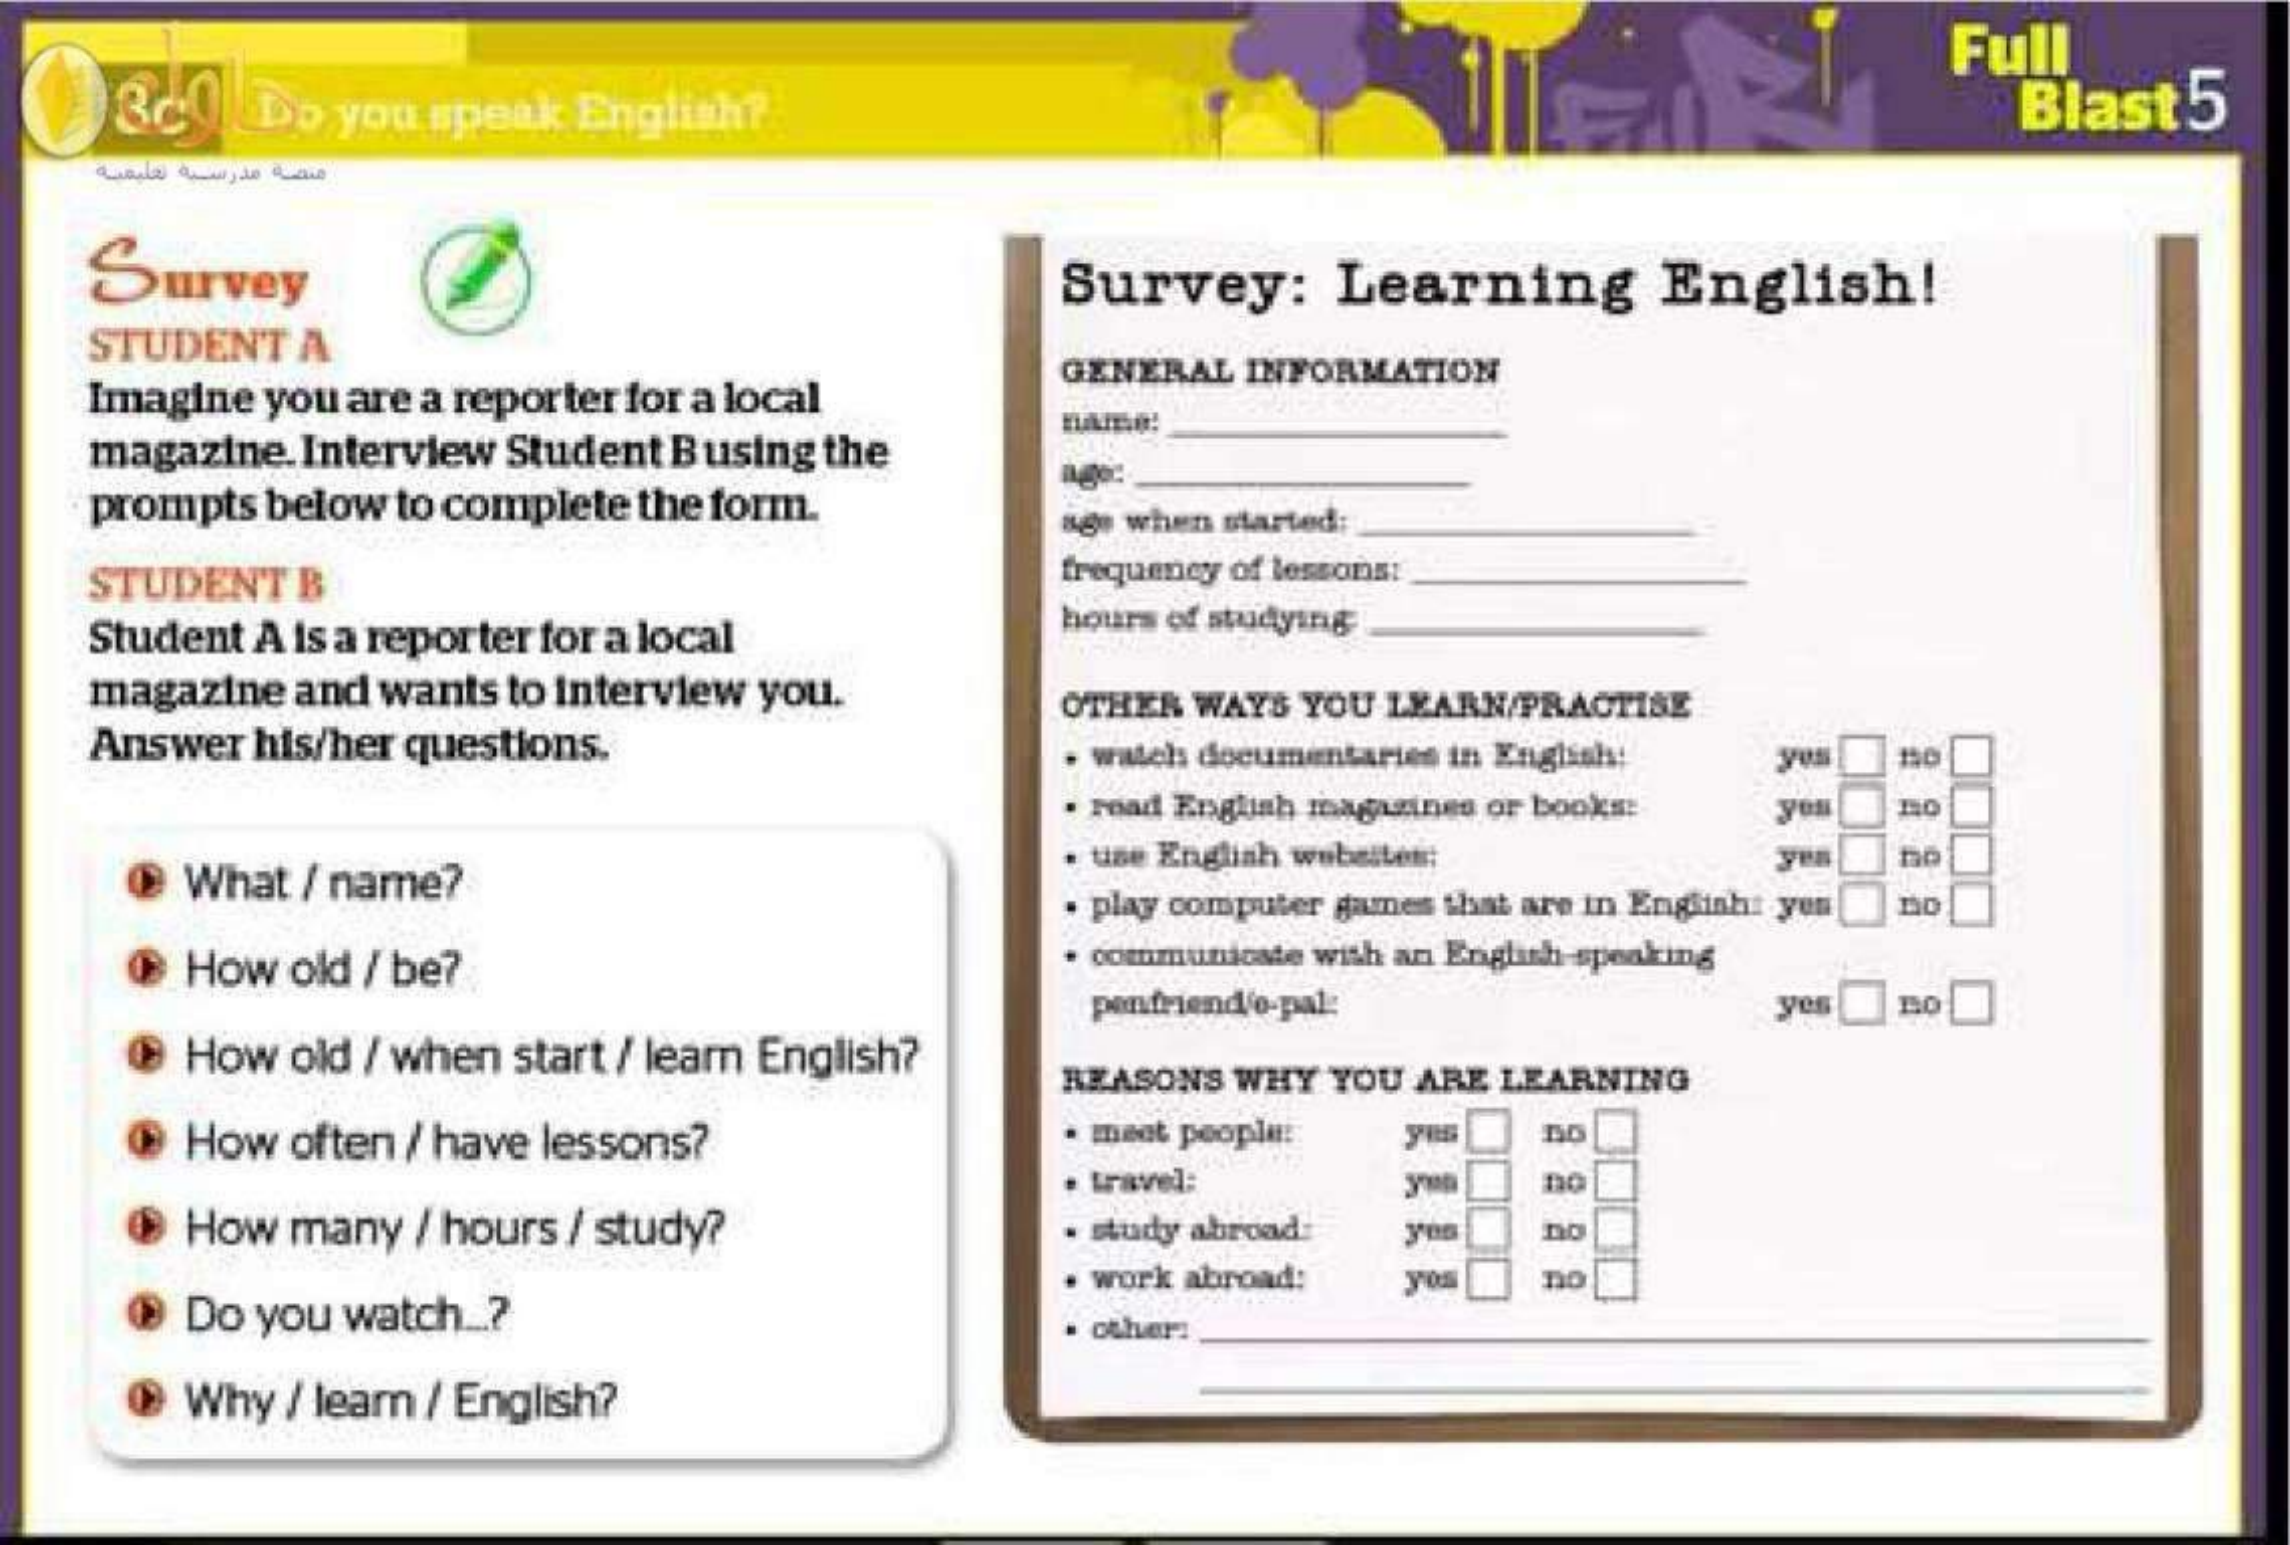 Full
Blast 5
3c Do you speak English?
حلول
منصة مدرسية تعليمية
Survey
STUDENT A
Imagine you are a reporter for a local
magazine. Interview Student B using the
prompts below to complete the form.
STUDENT B
Student A is a reporter for a local
magazine and wants to interview you.
Answer his/her questions.
What / name?
How old / be?
How old / when start / learn English?
How often / have lessons?
How many / hours / study?
Do you watch...?
Why / learn / English?
Survey: Learning English!
GENERAL INFORMATION
name:
age:
age when started:
frequency of lessons:
hours of studying:
OTHER WAYS YOU LEARN/PRACTISE
• watch documentaries in English: yes no
• read English magazines or books: yes no
• use English websites: yes no
• play computer games that are in English: yes no
• communicate with an English-speaking
penfriend/e-pal: yes no
REASONS WHY YOU ARE LEARNING
• meet people: yes no
• travel: yes no
• study abroad: yes no
• work abroad: yes no
• other: